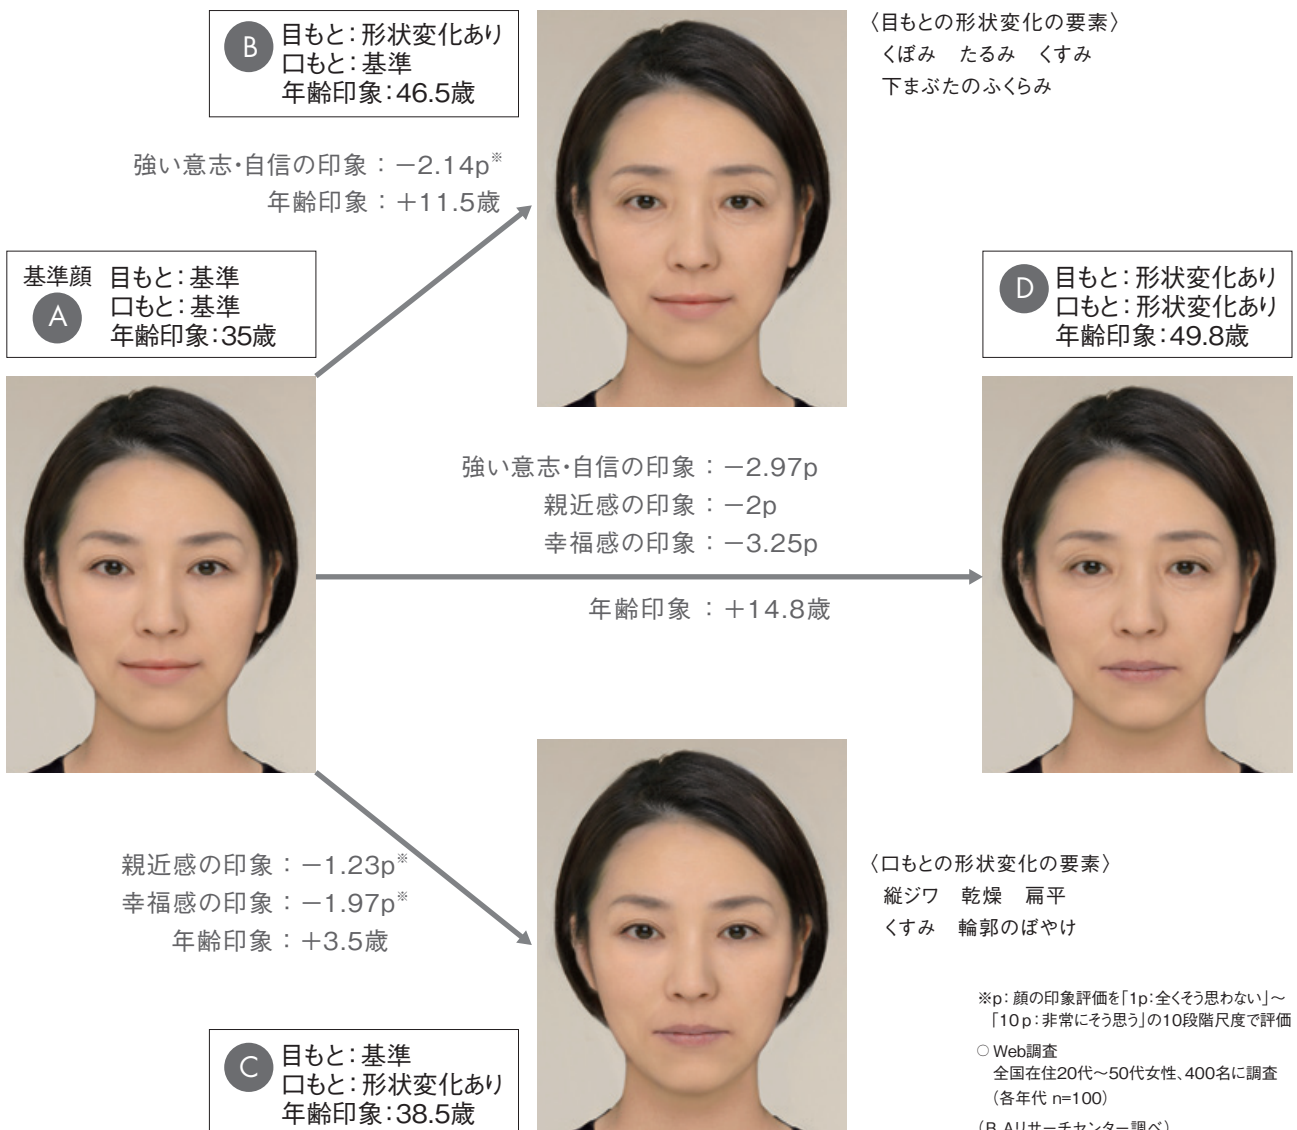 B
目もと：形状変化あり
口もと：基準
年齢印象：46.5歳
〈目もとの形状変化の要素〉
くぼみ　たるみ　くすみ
下まぶたのふくらみ
強い意志・自信の印象：－2.14p※
年齢印象：＋11.5歳
基準顔
A
目もと：基準
口もと：基準
年齢印象：35歳
D
目もと：形状変化あり
口もと：形状変化あり
年齢印象：49.8歳
強い意志・自信の印象：－2.97p
親近感の印象：－2p
幸福感の印象：－3.25p
年齢印象：＋14.8歳
親近感の印象：－1.23p※
幸福感の印象：－1.97p※
年齢印象：＋3.5歳
〈口もとの形状変化の要素〉
縦ジワ　乾燥　扁平
くすみ　輪郭のぼやけ
C
目もと：基準
口もと：形状変化あり
年齢印象：38.5歳
※p：顔の印象評価を「1p：全くそう思わない」～
「10p：非常にそう思う」の10段階尺度で評価
○ Web調査
全国在住20代～50代女性、400名に調査
（各年代 n=100）
（B.Aリサーチセンター調べ）